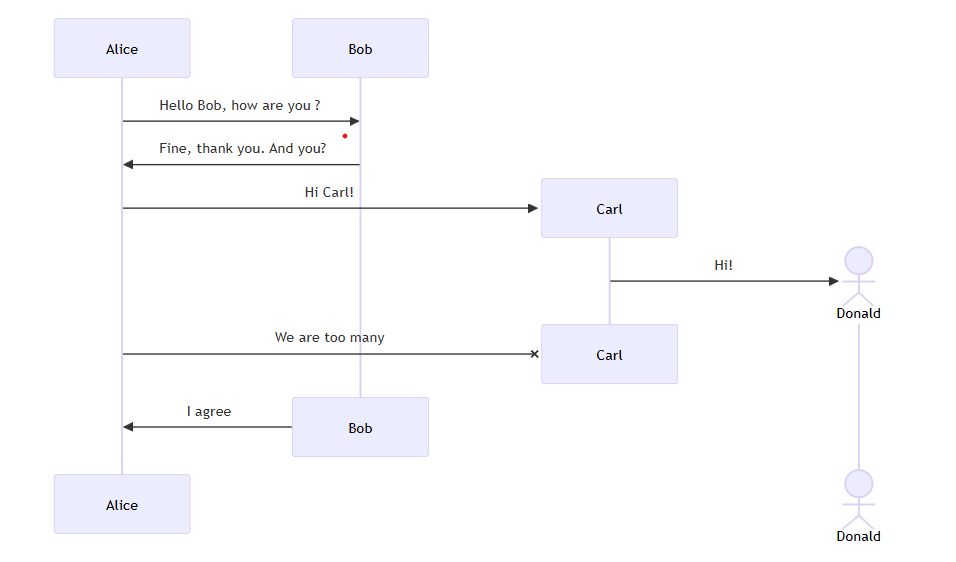 Alice
Bob
Hello Bob, how are you ?
Fine, thank you. And you?
Hi Carl!
Carl
Hi!
Donald
We are too many
Carl
I agree
Bob
Alice
Donald